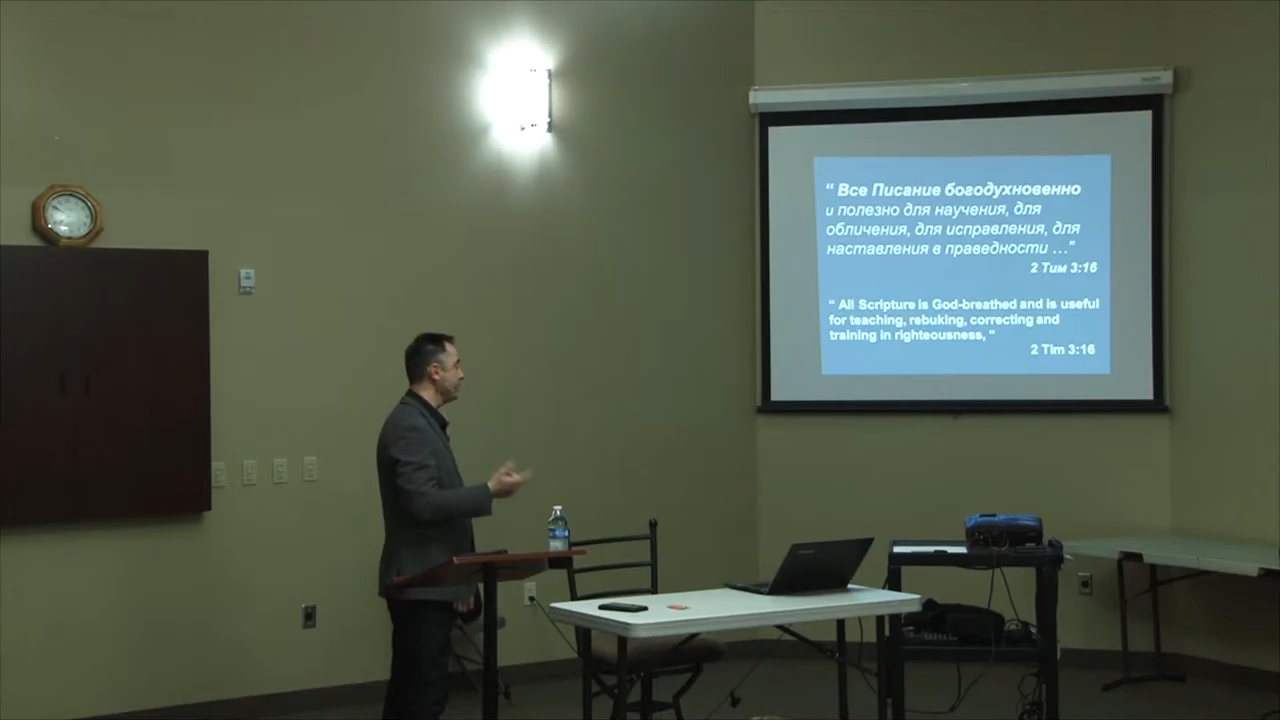 “ Все Писание богодухновенно
и полезно для научения, для
обличения, для исправления, для
наставления в праведности …”
2 Тим 3:16
“ All Scripture is God-breathed and is useful
for teaching, rebuking, correcting and
training in righteousness, “
2 Tim 3:16